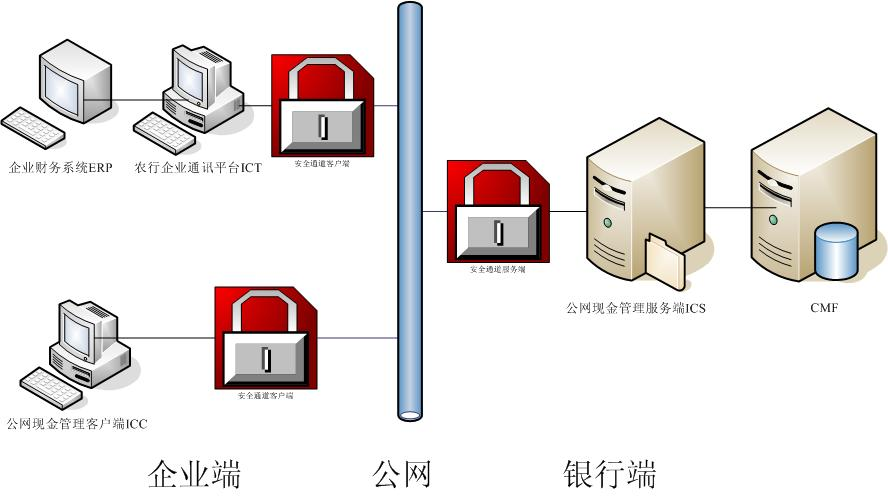 企业财务系统ERP
农行企业通讯平台ICT
安全通道客户端
安全通道服务端
公网现金管理服务端ICS
CMF
安全通道客户端
公网现金管理客户端ICC
企业端
公网
银行端